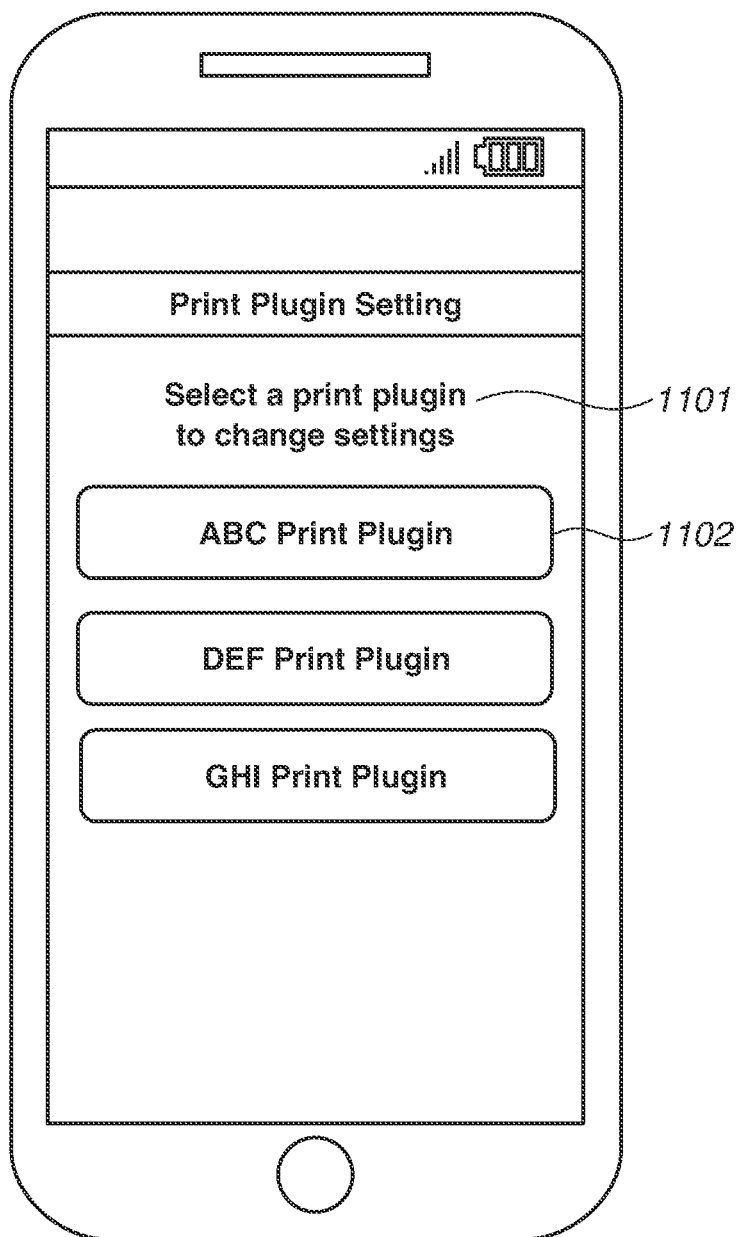 Print Plugin Setting
Select a print plugin
to change settings
1101
ABC Print Plugin
1102
DEF Print Plugin
GHI Print Plugin